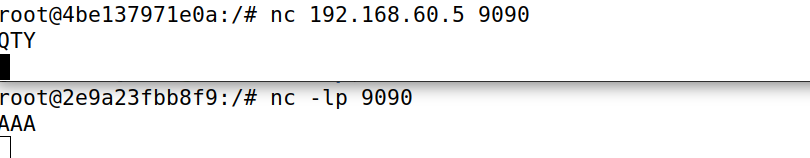 root@4be137971e0a:/# nc 192.168.60.5 9090
QTY
root@2e9a23fbb8f9:/# nc -lp 9090
AAA